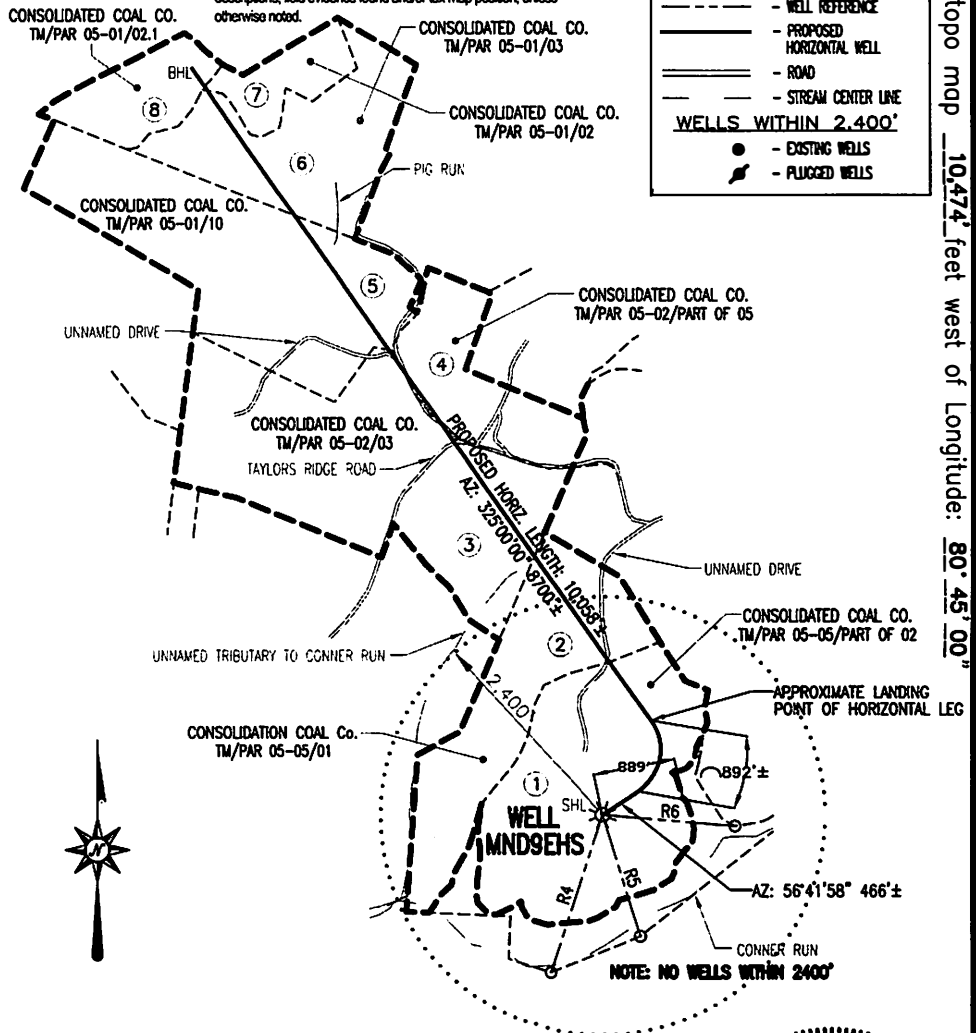 otherwise noted.
CONSOLIDATED COAL CO.
TM/PAR 05-01/02.1
CONSOLIDATED COAL CO.
TM/PAR 05-01/03
BHL
8
7
CONSOLIDATED COAL CO.
TM/PAR 05-01/02
6
PIG RUN
CONSOLIDATED COAL CO.
TM/PAR 05-01/10
5
CONSOLIDATED COAL CO.
TM/PAR 05-02/PART OF 05
UNNAMED DRIVE
4
CONSOLIDATED COAL CO.
TM/PAR 05-02/03
TAYLORS RIDGE ROAD
PROPOSED HORIZ. LENGTH: 10,058'±
AZ: 325°00'00" 8700'±
3
UNNAMED DRIVE
CONSOLIDATED COAL CO.
TM/PAR 05-05/PART OF 02
2
UNNAMED TRIBUTARY TO CONNER RUN
2,400'
APPROXIMATE LANDING
POINT OF HORIZONTAL LEG
CONSOLIDATION COAL Co.
TM/PAR 05-05/01
889'
892'±
1
SHL
WELL
MND9EHS
R6
R5
R4
AZ: 56°41'58" 466'±
CONNER RUN
NOTE: NO WELLS WITHIN 2400'
N
- WELL REFERENCE
- PROPOSED
HORIZONTAL WELL
- ROAD
- STREAM CENTER LINE
WELLS WITHIN 2,400'
- EXISTING WELLS
- PLUGGED WELLS
topo map 10,474' feet west of Longitude: 80° 45' 00"